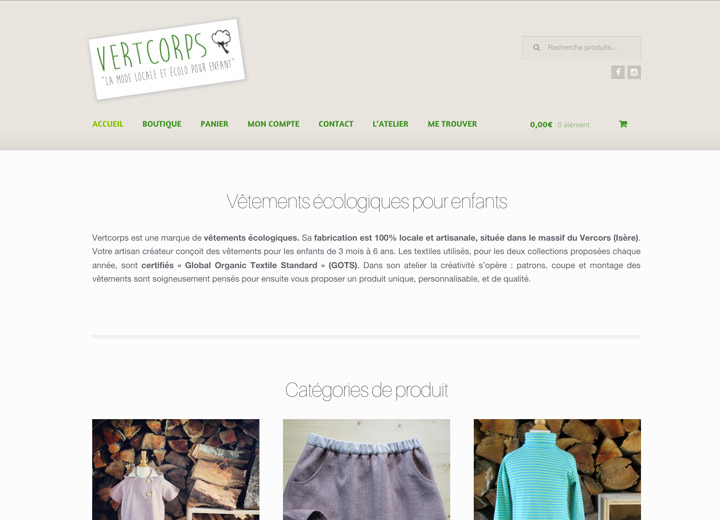 VERTCORPS
"LA MODE LOCALE ET ÉCOLO POUR ENFANT"
Recherche produits...
ACCUEIL BOUTIQUE PANIER MON COMPTE CONTACT L'ATELIER ME TROUVER 0,00€ 0 élément
Vêtements écologiques pour enfants
Vertcorps est une marque de vêtements écologiques. Sa fabrication est 100% locale et artisanale, située dans le massif du Vercors (Isère).
Votre artisan créateur conçoit des vêtements pour les enfants de 3 mois à 6 ans. Les textiles utilisés, pour les deux collections proposées chaque
année, sont certifiés « Global Organic Textile Standard » (GOTS). Dans son atelier la créativité s'opère : patrons, coupe et montage des
vêtements sont soigneusement pensés pour ensuite vous proposer un produit unique, personnalisable, et de qualité.
Catégories de produit